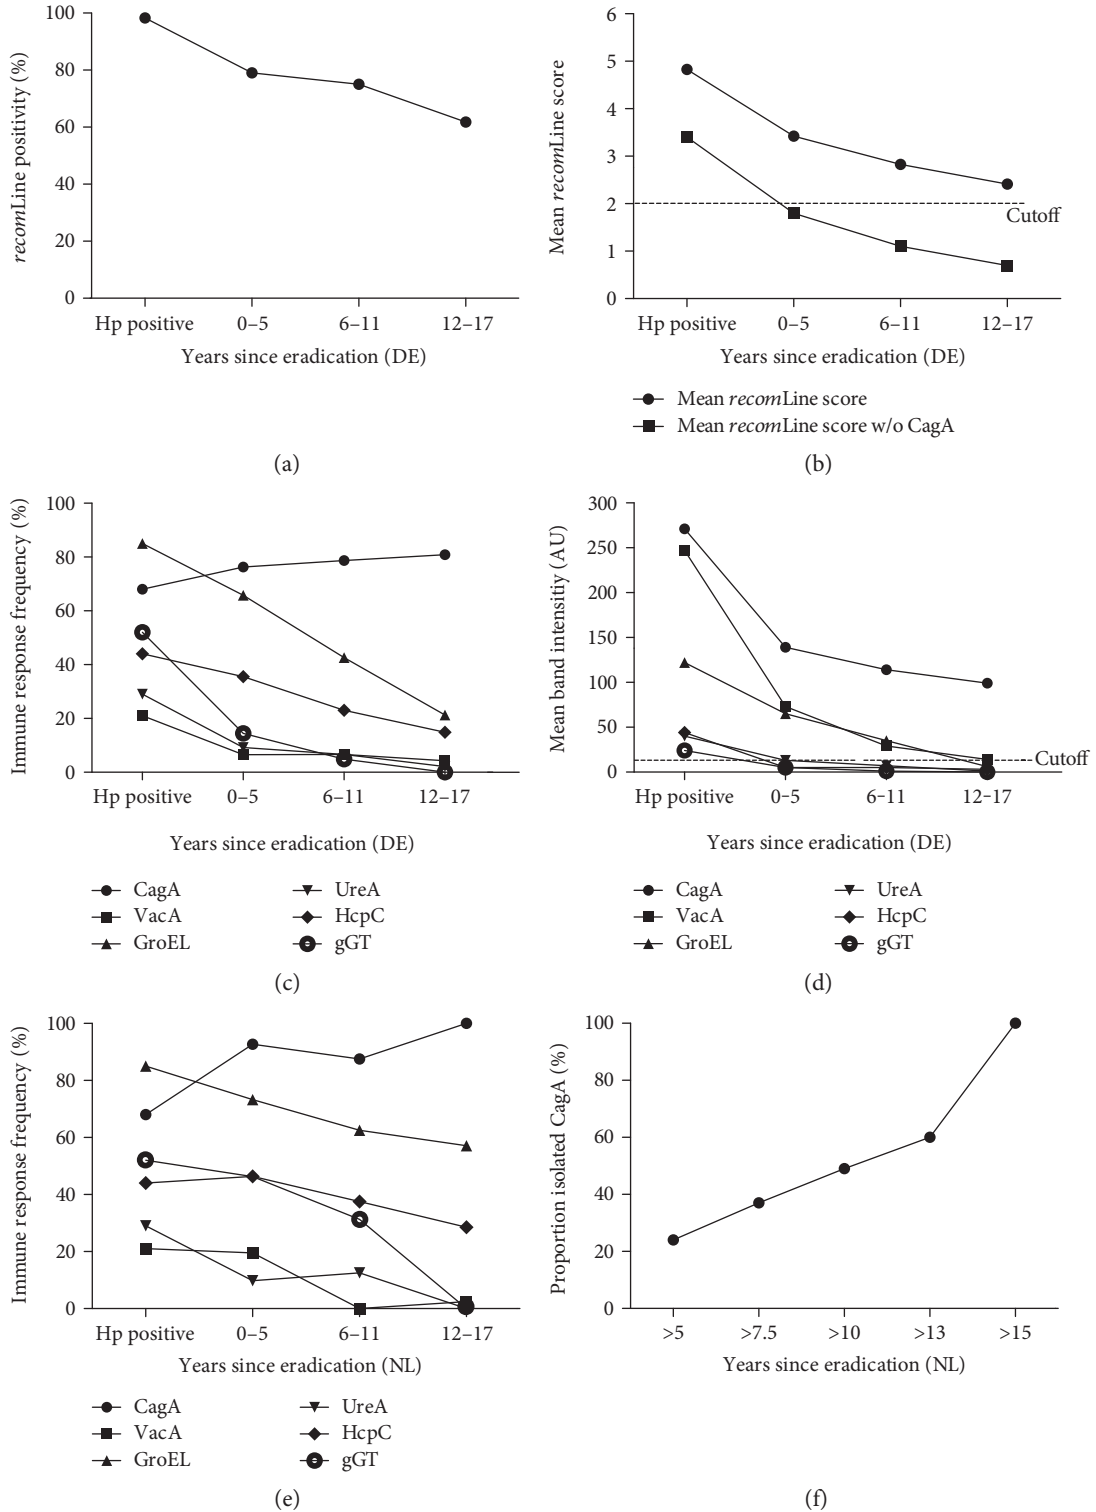 100
80
60
40
20
0
recomLine positivity (%)
Hp positive 0–5 6–11 12–17
Years since eradication (DE)
(a)
6
5
4
3
2
1
0
Mean recomLine score
Cutoff
Hp positive 0–5 6–11 12–17
Years since eradication (DE)
Mean recomLine score
Mean recomLine score w/o CagA
(b)
100
80
60
40
20
0
Immune response frequency (%)
Hp positive 0–5 6–11 12–17
Years since eradication (DE)
CagA UreA
VacA HcpC
GroEL gGT
(c)
300
250
200
150
100
50
0
Mean band intensitiy (AU)
Cutoff
Hp positive 0–5 6–11 12–17
Years since eradication (DE)
CagA UreA
VacA HcpC
GroEL gGT
(d)
100
80
60
40
20
0
Immune response frequency (%)
Hp positive 0–5 6–11 12–17
Years since eradication (NL)
CagA UreA
VacA HcpC
GroEL gGT
(e)
100
80
60
40
20
0
Proportion isolated CagA (%)
>5 >7.5 >10 >13 >15
Years since eradication (NL)
(f)